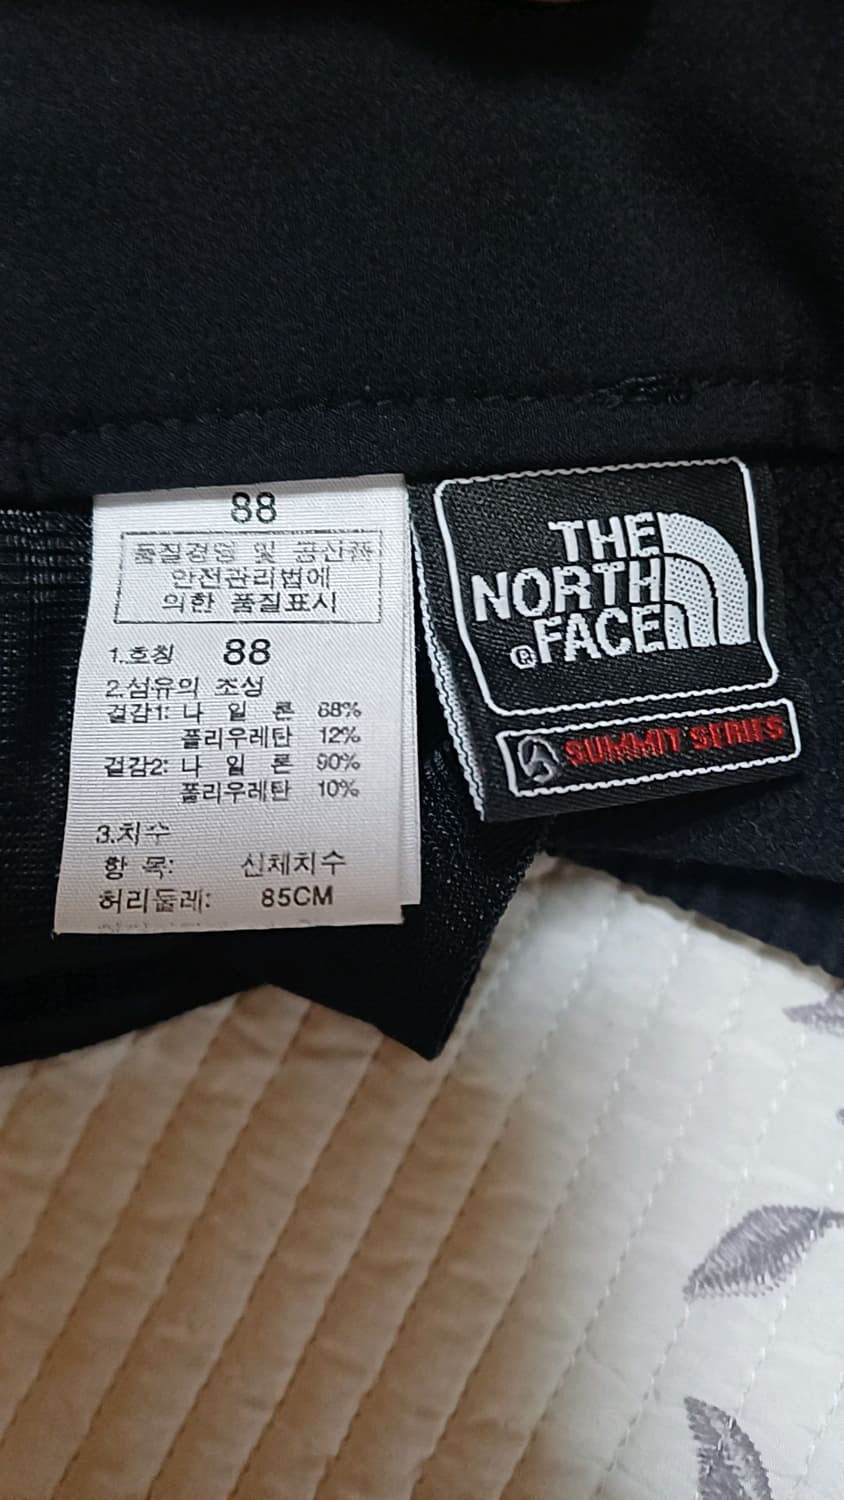 88
품질경영 및 공산품
안전관리법에
의한 품질표시
1.호칭 88
2.섬유의 조성
겉감1: 나 일 론 88%
폴리우레탄 12%
겉감2: 나 일 론 90%
폴리우레탄 10%
3.치수
항 목: 신체치수
허리둘레: 85CM
THE
NORTH
®FACE
SUMMIT SERIES